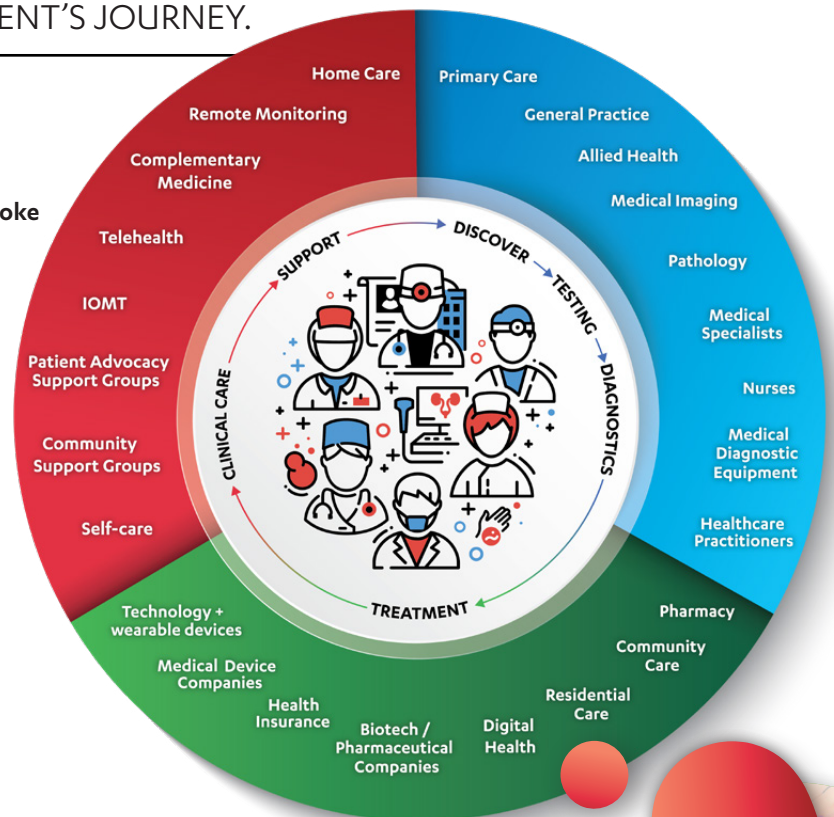 ENT'S JOURNEY.
oke
Home Care
Remote Monitoring
Complementary
Medicine
Telehealth
IOMT
Patient Advocacy
Support Groups
Community
Support Groups
Self-care
Primary Care
General Practice
Allied Health
Medical Imaging
Pathology
Medical
Specialists
Nurses
Medical
Diagnostic
Equipment
Healthcare
Practitioners
Pharmacy
Community
Care
Residential
Care
Digital
Health
Biotech /
Pharmaceutical
Companies
Health
Insurance
Medical Device
Companies
Technology +
wearable devices
SUPPORT
DISCOVER
TESTING
DIAGNOSTICS
TREATMENT
CLINICAL CARE